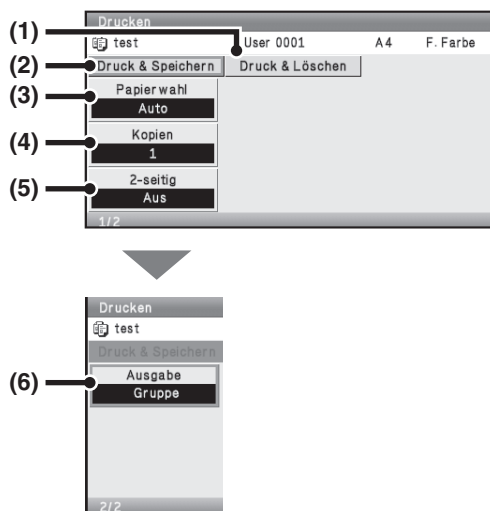 Drucken
(1)
test User 0001 A4 F. Farbe
(2) Druck & Speichern Druck & Löschen
(3) Papierwahl
Auto
(4) Kopien
1
(5) 2-seitig
Aus
1/2
Drucken
test
Druck & Speichern
(6) Ausgabe
Gruppe
2/2